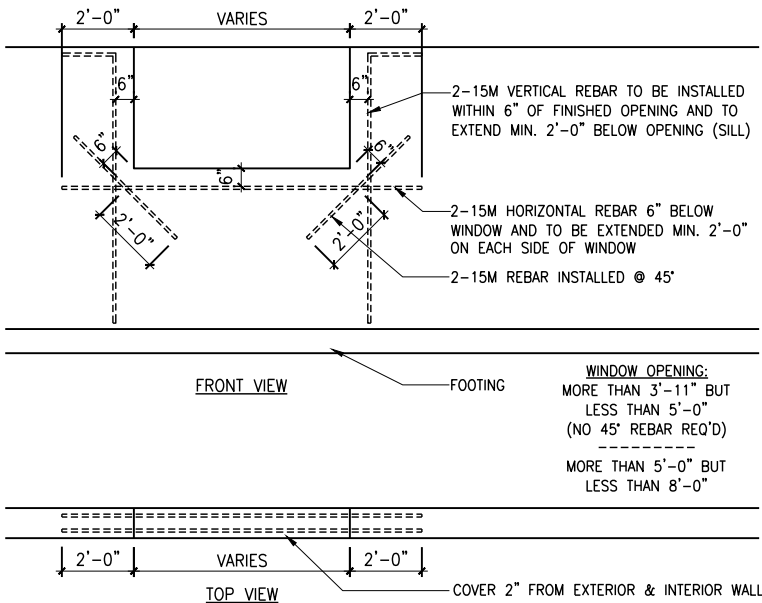 2'-0" VARIES 2'-0"
6" 6"
2-15M VERTICAL REBAR TO BE INSTALLED
WITHIN 6" OF FINISHED OPENING AND TO
EXTEND MIN. 2'-0" BELOW OPENING (SILL)
6" 6"
6"
2'-0" 2'-0"
2-15M HORIZONTAL REBAR 6" BELOW
WINDOW AND TO BE EXTENDED MIN. 2'-0"
ON EACH SIDE OF WINDOW
2-15M REBAR INSTALLED @ 45°
FRONT VIEW
FOOTING
WINDOW OPENING:
MORE THAN 3'-11" BUT
LESS THAN 5'-0"
(NO 45° REBAR REQ'D)
----------
MORE THAN 5'-0" BUT
LESS THAN 8'-0"
2'-0" VARIES 2'-0"
TOP VIEW
COVER 2" FROM EXTERIOR & INTERIOR WALL